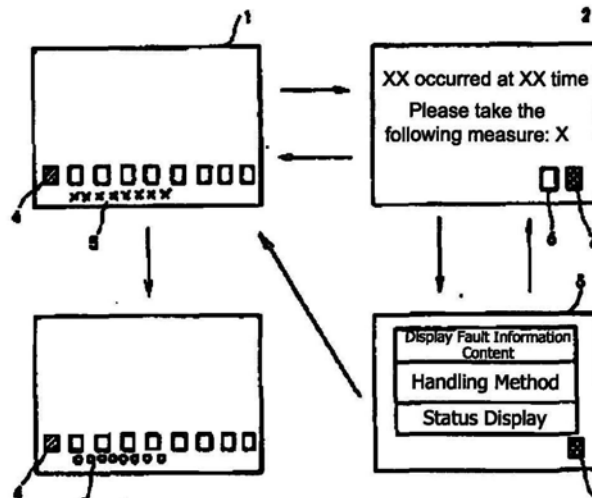 1
2
XX occurred at XX time
Please take the
following measure: X
4
××××××××
3
6
5
Display Fault Information
Content
Handling Method
Status Display